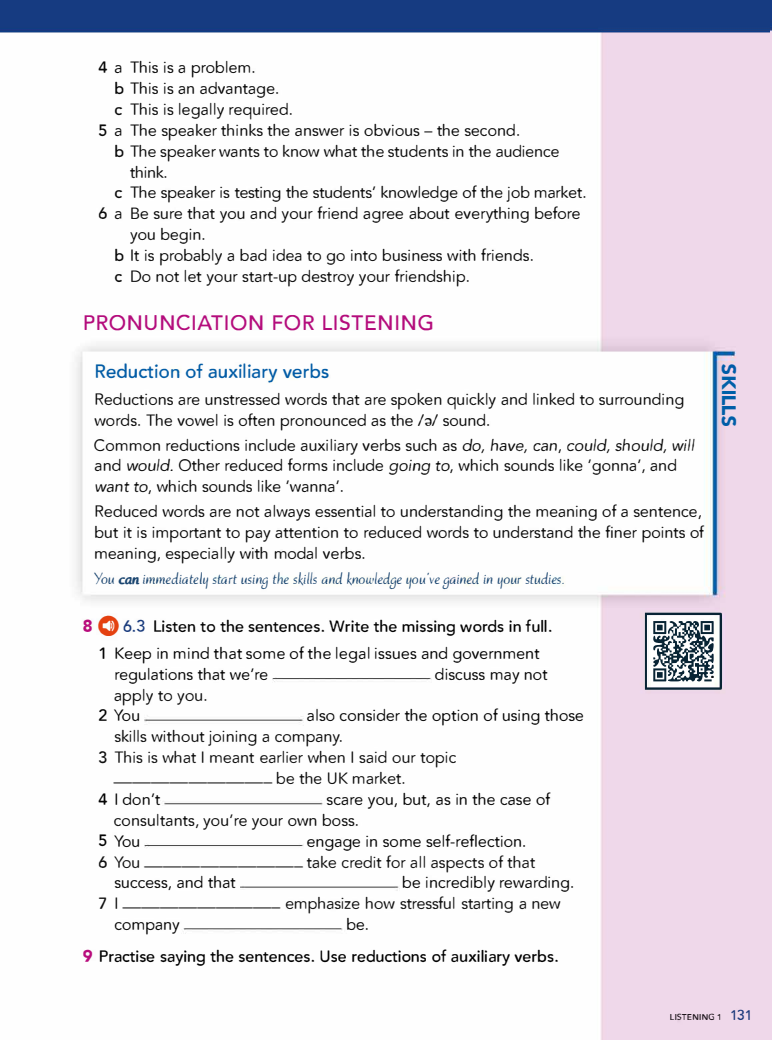 4 a This is a problem.
b This is an advantage.
c This is legally required.
5 a The speaker thinks the answer is obvious – the second.
b The speaker wants to know what the students in the audience
think.
c The speaker is testing the students' knowledge of the job market.
6 a Be sure that you and your friend agree about everything before
you begin.
b It is probably a bad idea to go into business with friends.
c Do not let your start-up destroy your friendship.
PRONUNCIATION FOR LISTENING
SKILLS
Reduction of auxiliary verbs
Reductions are unstressed words that are spoken quickly and linked to surrounding
words. The vowel is often pronounced as the /ə/ sound.
Common reductions include auxiliary verbs such as do, have, can, could, should, will
and would. Other reduced forms include going to, which sounds like 'gonna', and
want to, which sounds like 'wanna'.
Reduced words are not always essential to understanding the meaning of a sentence,
but it is important to pay attention to reduced words to understand the finer points of
meaning, especially with modal verbs.
You can immediately start using the skills and knowledge you've gained in your studies.
8 6.3 Listen to the sentences. Write the missing words in full.
1 Keep in mind that some of the legal issues and government
regulations that we're ____ discuss may not
apply to you.
2 You ____ also consider the option of using those
skills without joining a company.
3 This is what I meant earlier when I said our topic
____ be the UK market.
4 I don't ____ scare you, but, as in the case of
consultants, you're your own boss.
5 You ____ engage in some self-reflection.
6 You ____ take credit for all aspects of that
success, and that ____ be incredibly rewarding.
7 I ____ emphasize how stressful starting a new
company ____ be.
9 Practise saying the sentences. Use reductions of auxiliary verbs.
LISTENING 1 131